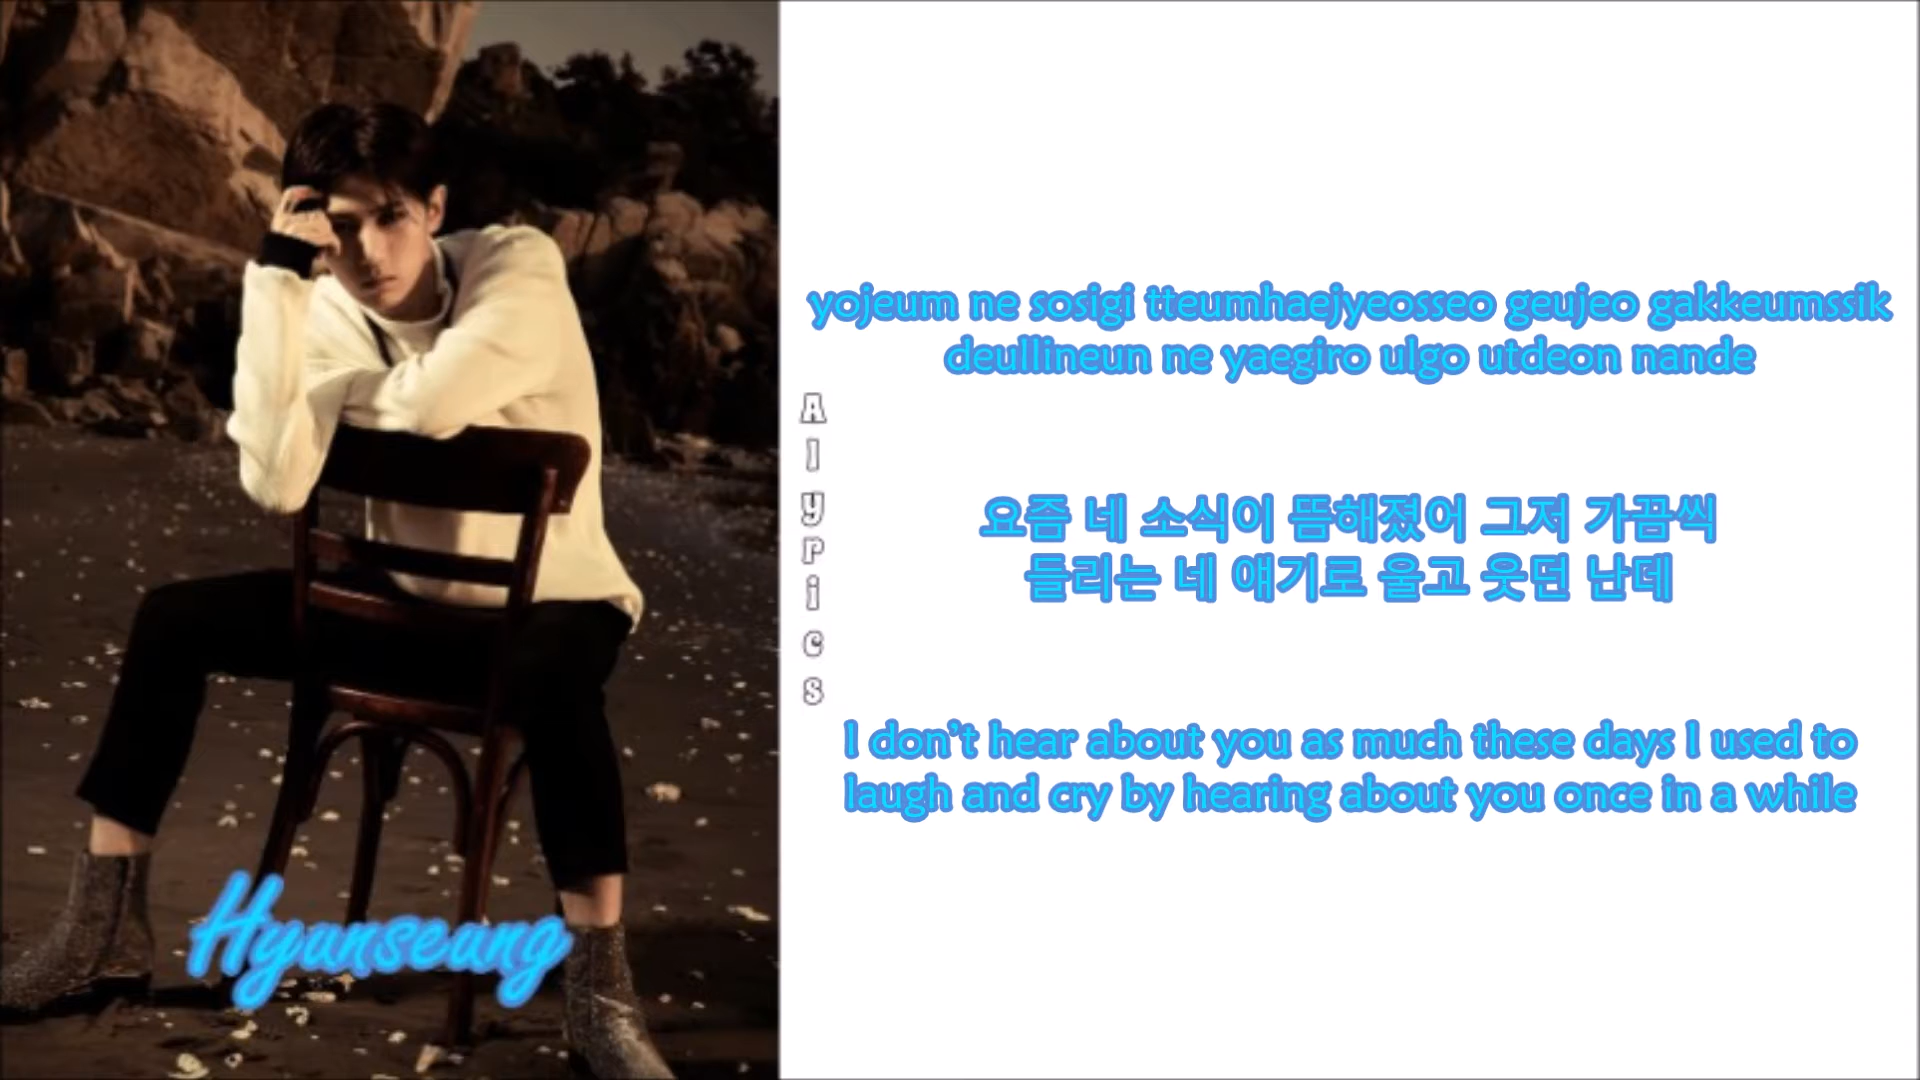 yojeum ne sosigi tteumhaejyeosseo geujeo gakkeumssik
deullineun ne yaegiro ulgo utdeon nande
Alyrics
요즘 네 소식이 뜸해졌어 그저 가끔씩
들리는 네 얘기로 울고 웃던 난데
I don't hear about you as much these days I used to
laugh and cry by hearing about you once in a while
Hyunseung